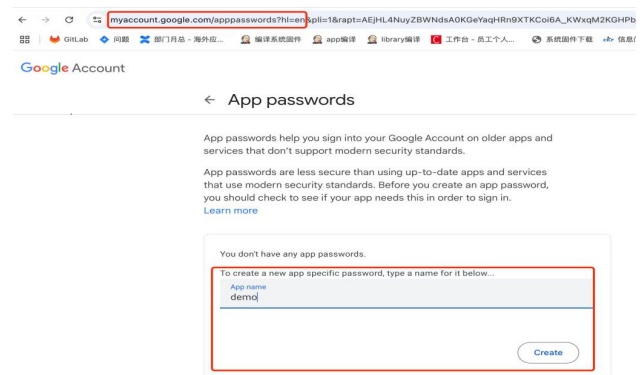 myaccount.google.com/apppasswords?hl=en&pli=1&rapt=AEjHL4NuyZBWNdsA0KGeYaqHRn9XTKCoi6A_KWxqM2KGHPb
GitLab 问题 部门月总 - 海外应... 编译系统固件 app编译 library编译 工作台 - 员工个人... 系统固件下载
Google Account
← App passwords
App passwords help you sign into your Google Account on older apps and
services that don't support modern security standards.
App passwords are less secure than using up-to-date apps and services
that use modern security standards. Before you create an app password,
you should check to see if your app needs this in order to sign in.
Learn more
You don't have any app passwords.
To create a new app specific password, type a name for it below...
App name
demo
Create